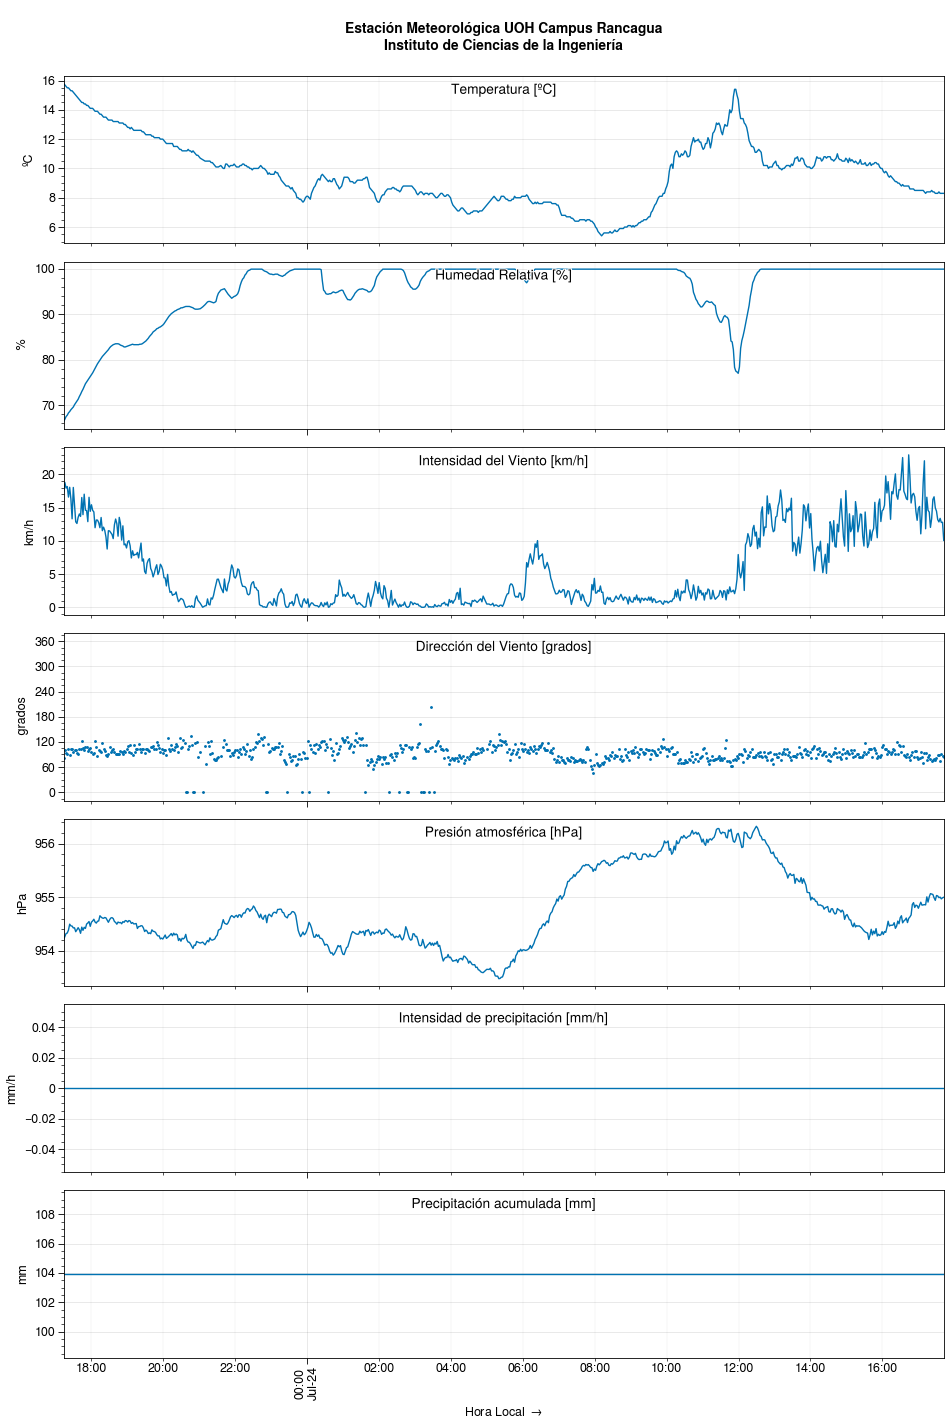 Estación Meteorológica UOH Campus Rancagua
Instituto de Ciencias de la Ingeniería
Temperatura [ºC]
ºC
16
14
12
10
8
6
Humedad Relativa [%]
%
100
90
80
70
Intensidad del Viento [km/h]
km/h
20
15
10
5
0
Dirección del Viento [grados]
grados
360
300
240
180
120
60
0
Presión atmosférica [hPa]
hPa
956
955
954
Intensidad de precipitación [mm/h]
mm/h
0.04
0.02
0
−0.02
−0.04
Precipitación acumulada [mm]
mm
108
106
104
102
100
18:00 20:00 22:00 00:00 02:00 04:00 06:00 08:00 10:00 12:00 14:00 16:00
Jul-24
Hora Local →